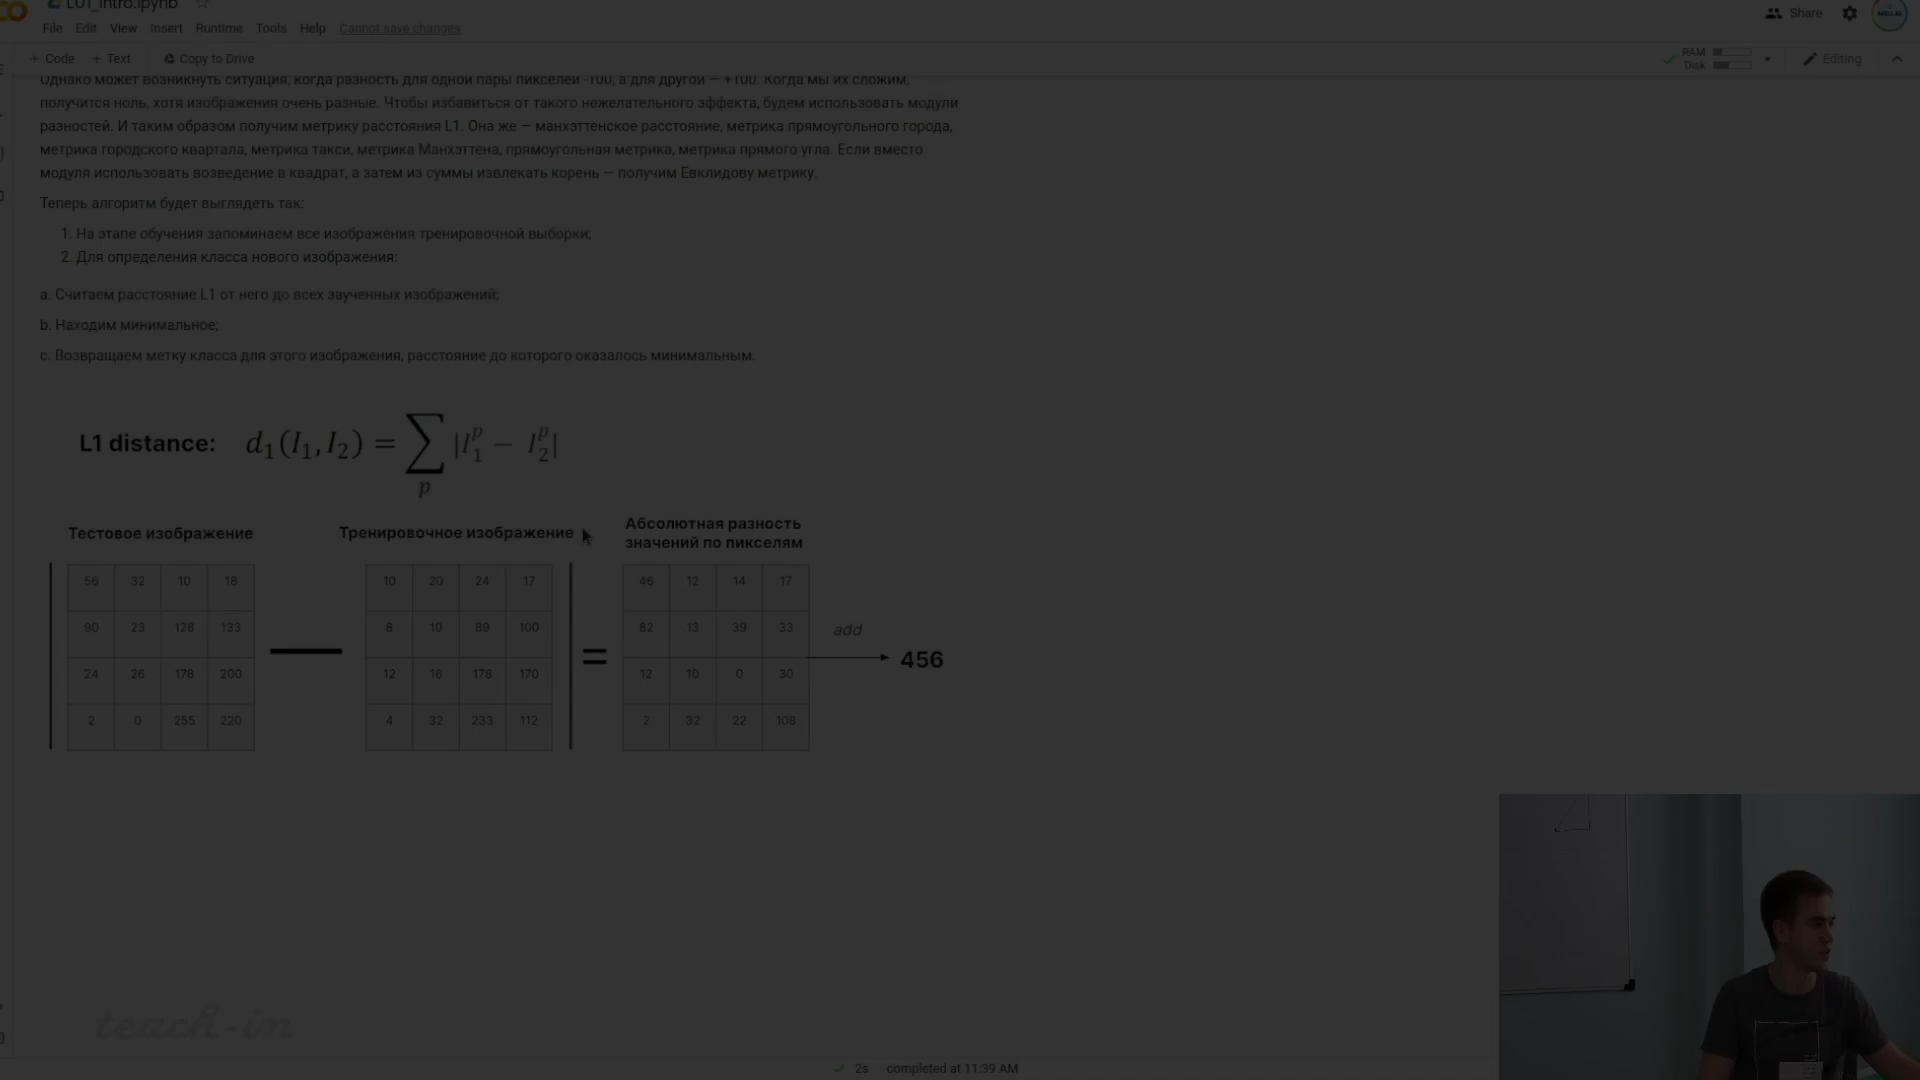 L01_Intro.ipynb
File Edit View Insert Runtime Tools Help Cannot save changes
Share
+ Code + Text Copy to Drive
RAM
Disk
Editing
Однако может возникнуть ситуация, когда разность для одной пары пикселей -100, а для другой — +100. Когда мы их сложим,
получится ноль, хотя изображения очень разные. Чтобы избавиться от такого нежелательного эффекта, будем использовать модули
разностей. И таким образом получим метрику расстояния L1. Она же — манхэттенское расстояние, метрика прямоугольного города,
метрика городского квартала, метрика такси, метрика Манхэттена, прямоугольная метрика, метрика прямого угла. Если вместо
модуля использовать возведение в квадрат, а затем из суммы извлекать корень — получим Евклидову метрику.
Теперь алгоритм будет выглядеть так:
1. На этапе обучения запоминаем все изображения тренировочной выборки;
2. Для определения класса нового изображения:
a. Считаем расстояние L1 от него до всех заученных изображений;
b. Находим минимальное;
c. Возвращаем метку класса для этого изображения, расстояние до которого оказалось минимальным.
L1 distance: d₁(I₁, I₂) = ∑ₚ |I₁ᵖ − I₂ᵖ|
Тестовое изображение
Тренировочное изображение
Абсолютная разность
значений по пикселям
56 32 10 18
10 20 24 17
46 12 14 17
90 23 128 133
8 10 89 100
82 13 39 33
24 26 178 200
12 16 178 170
12 10 0 30
2 0 255 220
4 32 233 112
2 32 22 108
—
=
add
456
teach-in
2s completed at 11:39 AM